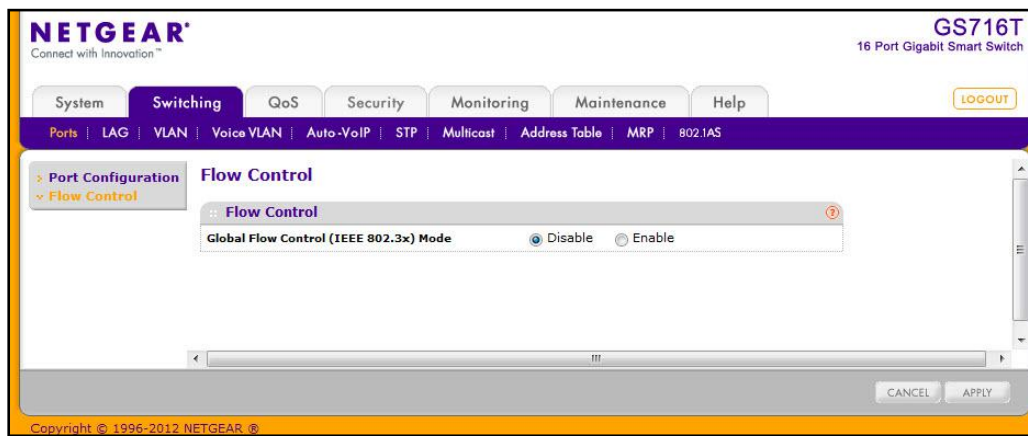 NETGEAR®
Connect with Innovation™
GS716T
16 Port Gigabit Smart Switch
System Switching QoS Security Monitoring Maintenance Help LOGOUT
Ports LAG VLAN Voice VLAN Auto-VoIP STP Multicast Address Table MRP 802.1AS
Port Configuration
Flow Control
Flow Control
Flow Control ?
Global Flow Control (IEEE 802.3x) Mode Disable Enable
CANCEL APPLY
Copyright © 1996-2012 NETGEAR ®